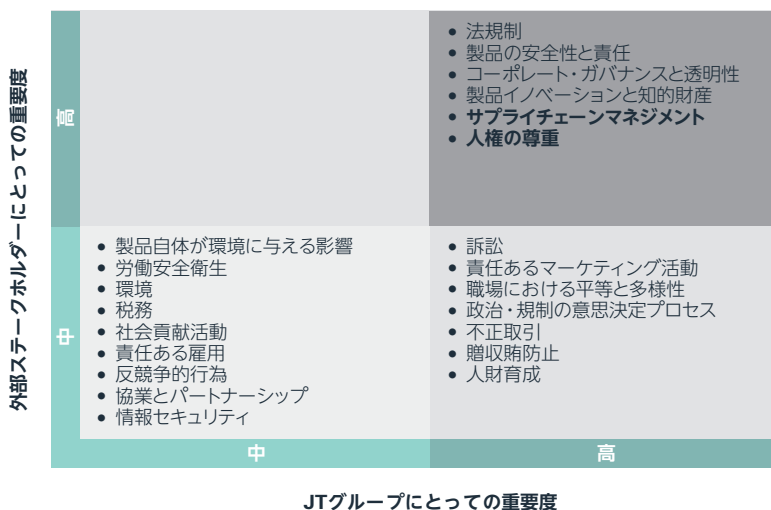 外部ステークホルダーにとっての重要度
高
• 法規制
• 製品の安全性と責任
• コーポレート・ガバナンスと透明性
• 製品イノベーションと知的財産
• サプライチェーンマネジメント
• 人権の尊重
中
• 製品自体が環境に与える影響
• 労働安全衛生
• 環境
• 税務
• 社会貢献活動
• 責任ある雇用
• 反競争的行為
• 協業とパートナーシップ
• 情報セキュリティ
• 訴訟
• 責任あるマーケティング活動
• 職場における平等と多様性
• 政治・規制の意思決定プロセス
• 不正取引
• 贈収賄防止
• 人財育成
中
高
JTグループにとっての重要度